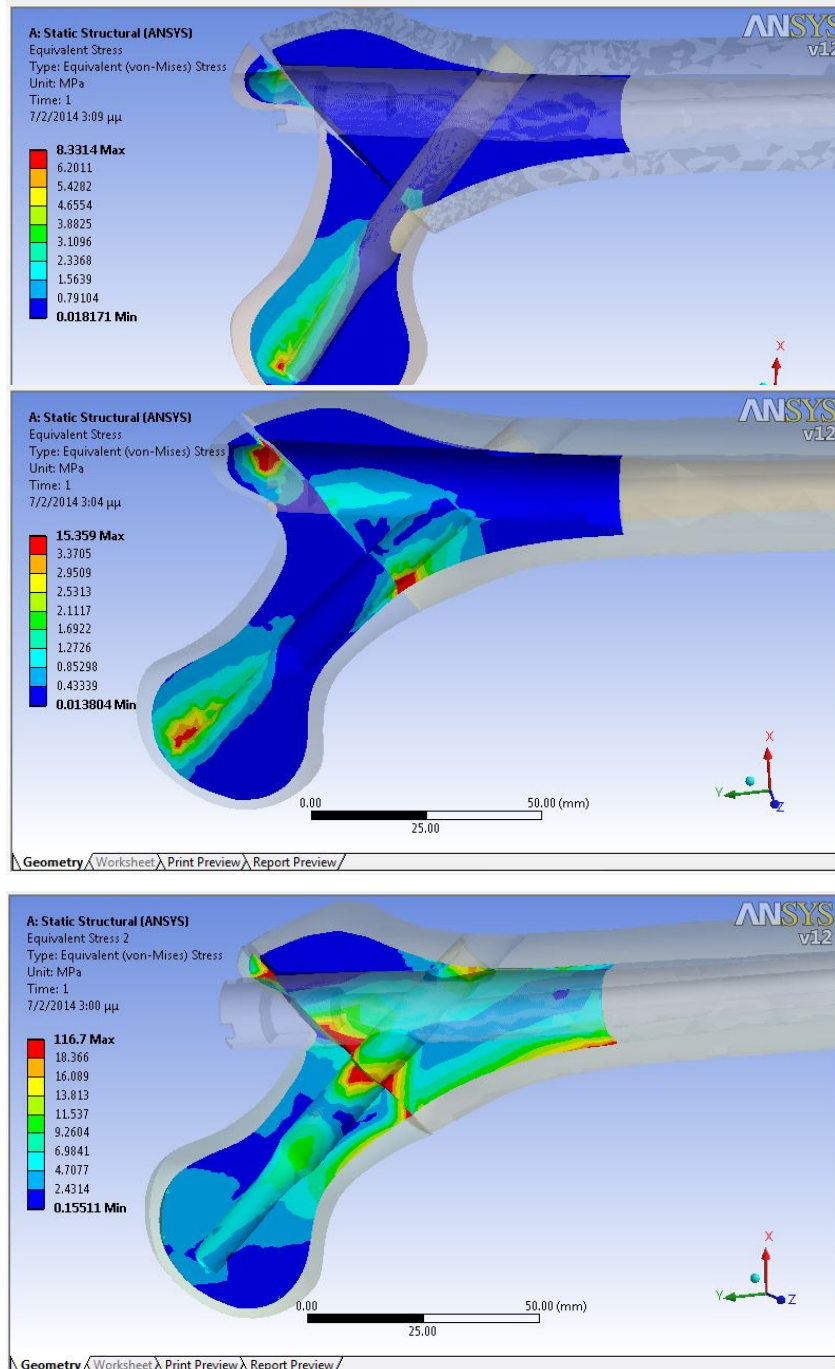 A: Static Structural (ANSYS)
Equivalent Stress
Type: Equivalent (von-Mises) Stress
Unit: MPa
Time: 1
7/2/2014 3:09 μμ
8.3314 Max
6.2011
5.4282
4.6554
3.8825
3.1096
2.3368
1.5639
0.79104
0.018171 Min
ANSYS
v12
X
A: Static Structural (ANSYS)
Equivalent Stress
Type: Equivalent (von-Mises) Stress
Unit: MPa
Time: 1
7/2/2014 3:04 μμ
15.359 Max
3.3705
2.9509
2.5313
2.1117
1.6922
1.2726
0.85298
0.43339
0.013804 Min
ANSYS
v12
0.00 50.00 (mm)
25.00
X
Y
Z
Geometry Worksheet Print Preview Report Preview
A: Static Structural (ANSYS)
Equivalent Stress 2
Type: Equivalent (von-Mises) Stress
Unit: MPa
Time: 1
7/2/2014 3:00 μμ
116.7 Max
18.366
16.089
13.813
11.537
9.2604
6.9841
4.7077
2.4314
0.15511 Min
ANSYS
v12
0.00 50.00 (mm)
25.00
X
Y
Z
Geometry Worksheet Print Preview Report Preview